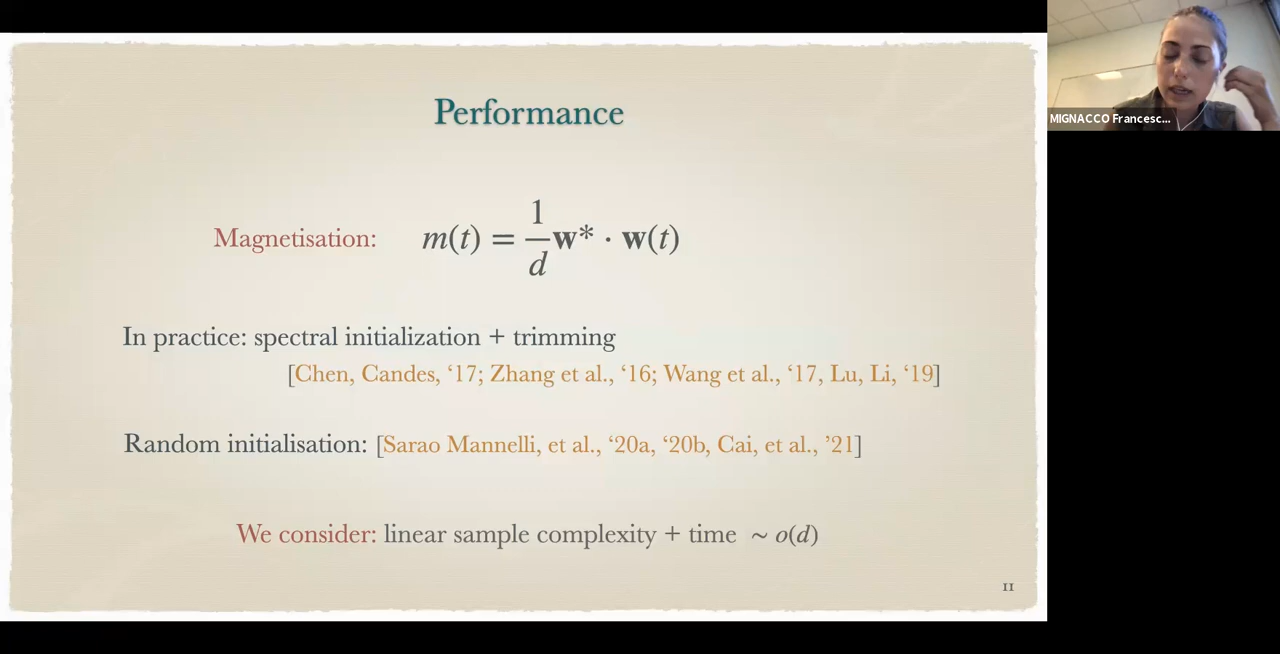 Performance
Magnetisation: m(t) = 1/d w* · w(t)
In practice: spectral initialization + trimming
[Chen, Candes, ‘17; Zhang et al., ‘16; Wang et al., ‘17, Lu, Li, ‘19]
Random initialisation: [Sarao Mannelli, et al., ‘20a, ‘20b, Cai, et al., ’21]
We consider: linear sample complexity + time ~ o(d)
11
MIGNACCO Francesc...